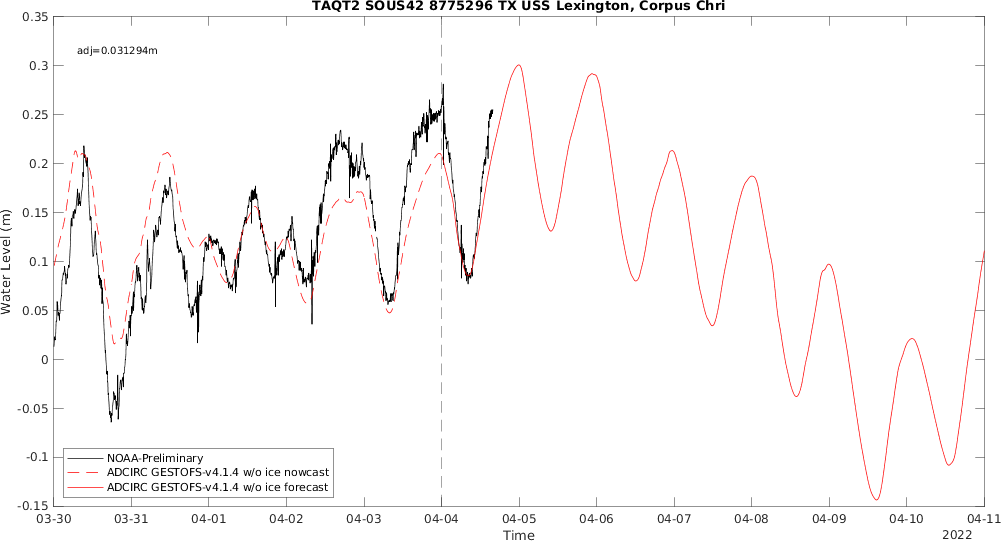 TAQT2 SOUS42 8775296 TX USS Lexington, Corpus Chri
adj=0.031294m
0.35
0.3
0.25
0.2
0.15
0.1
0.05
0
-0.05
-0.1
-0.15
Water Level (m)
NOAA-Preliminary
ADCIRC GESTOFS-v4.1.4 w/o ice nowcast
ADCIRC GESTOFS-v4.1.4 w/o ice forecast
03-30 03-31 04-01 04-02 04-03 04-04 04-05 04-06 04-07 04-08 04-09 04-10 04-11
Time
2022